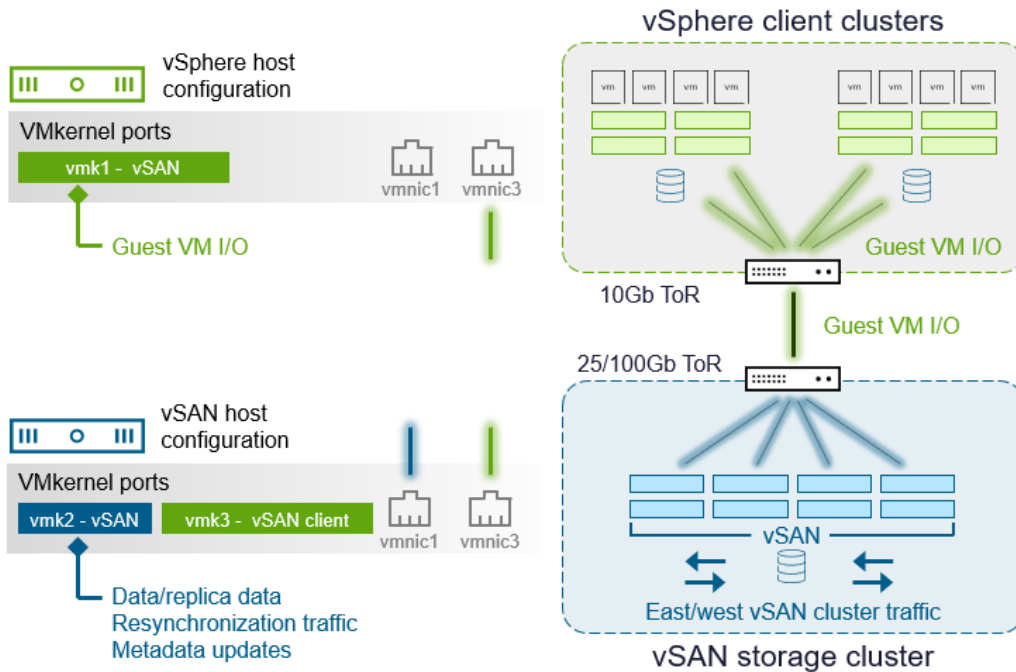 vSphere client clusters
vSphere host
configuration
VMkernel ports
vmk1 - vSAN
vmnic1
vmnic3
Guest VM I/O
vm
vm
vm
vm
vm
vm
vm
vm
Guest VM I/O
10Gb ToR
Guest VM I/O
25/100Gb ToR
vSAN host
configuration
VMkernel ports
vmk2 - vSAN
vmk3 - vSAN client
vmnic1
vmnic3
Data/replica data
Resynchronization traffic
Metadata updates
vSAN
East/west vSAN cluster traffic
vSAN storage cluster